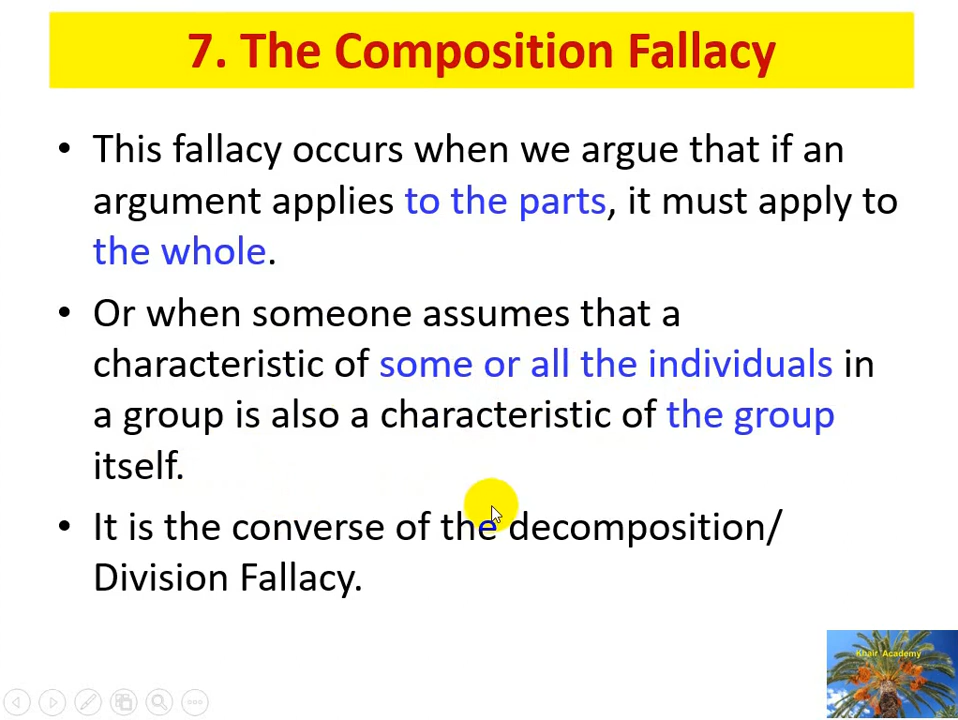 7. The Composition Fallacy
• This fallacy occurs when we argue that if an
argument applies to the parts, it must apply to
the whole.
• Or when someone assumes that a
characteristic of some or all the individuals in
a group is also a characteristic of the group
itself.
• It is the converse of the decomposition/
Division Fallacy.
Khair Academy